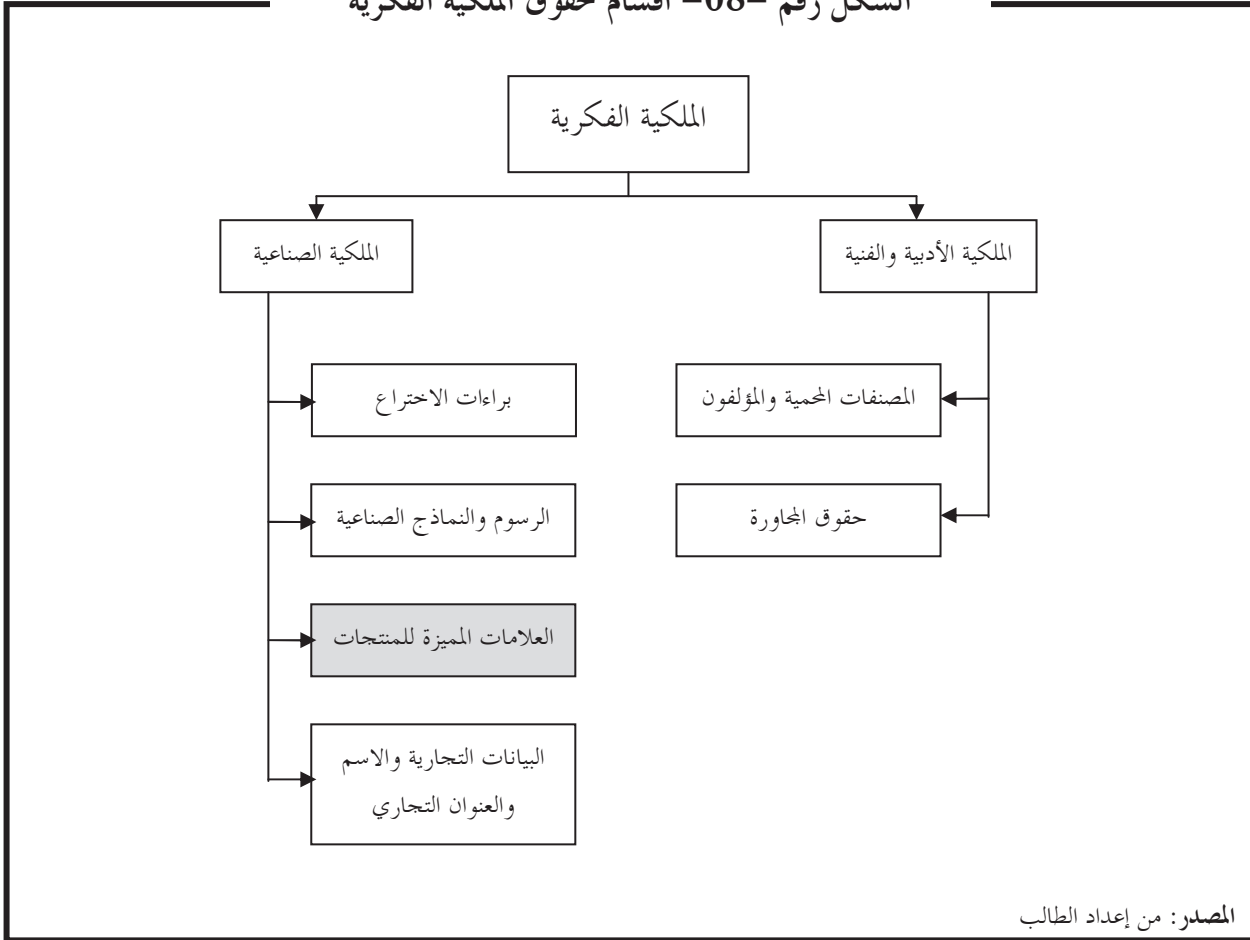 الشكل رقم –08– أقسام حقوق الملكية الفكرية
الملكية الفكرية
الملكية الأدبية والفنية
الملكية الصناعية
المصنفات المحمية والمؤلفون
حقوق المجاورة
براءات الاختراع
الرسوم والنماذج الصناعية
العلامات المميزة للمنتجات
البيانات التجارية والاسم
والعنوان التجاري
المصدر: من إعداد الطالب